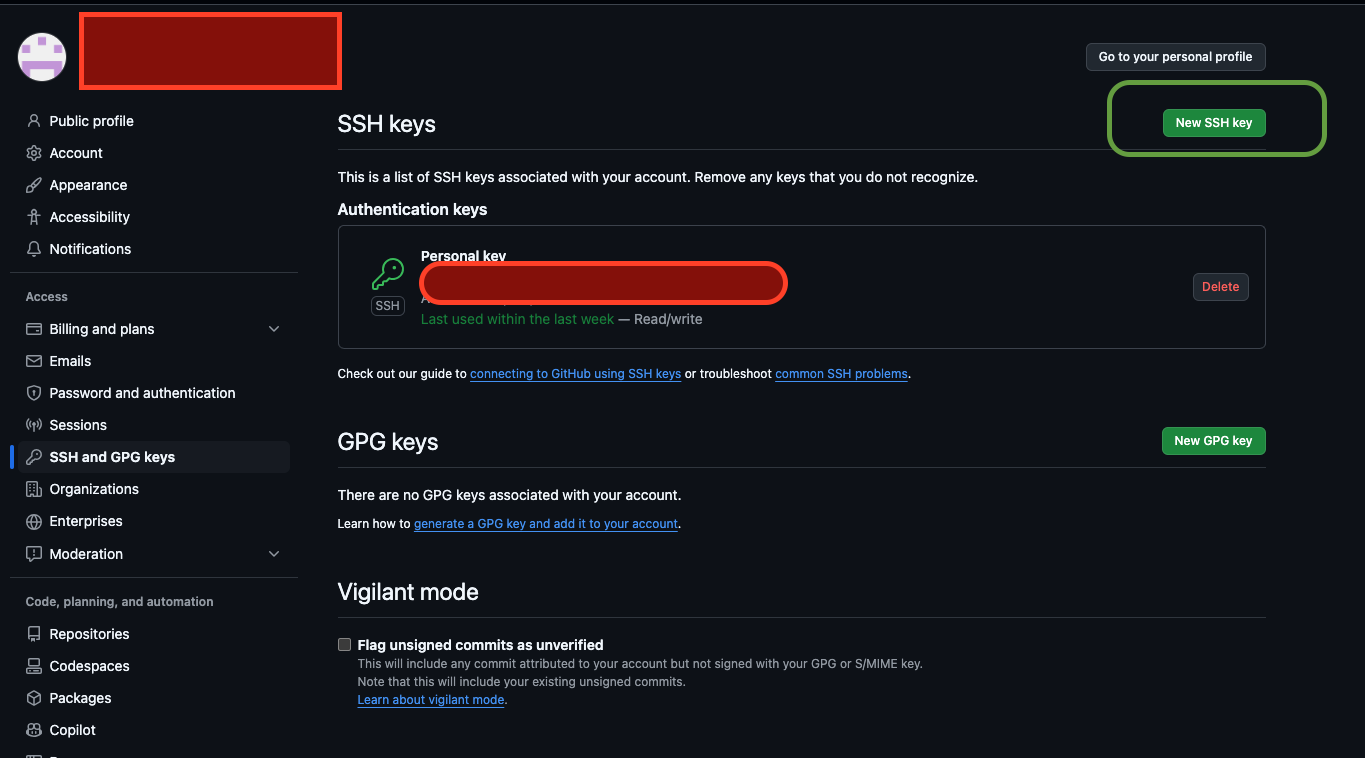 Go to your personal profile
Public profile
Account
Appearance
Accessibility
Notifications
Access
Billing and plans
Emails
Password and authentication
Sessions
SSH and GPG keys
Organizations
Enterprises
Moderation
Code, planning, and automation
Repositories
Codespaces
Packages
Copilot
SSH keys
New SSH key
This is a list of SSH keys associated with your account. Remove any keys that you do not recognize.
Authentication keys
SSH
Personal key
Last used within the last week — Read/write
Delete
Check out our guide to connecting to GitHub using SSH keys or troubleshoot common SSH problems.
GPG keys
New GPG key
There are no GPG keys associated with your account.
Learn how to generate a GPG key and add it to your account.
Vigilant mode
Flag unsigned commits as unverified
This will include any commit attributed to your account but not signed with your GPG or S/MIME key.
Note that this will include your existing unsigned commits.
Learn about vigilant mode.